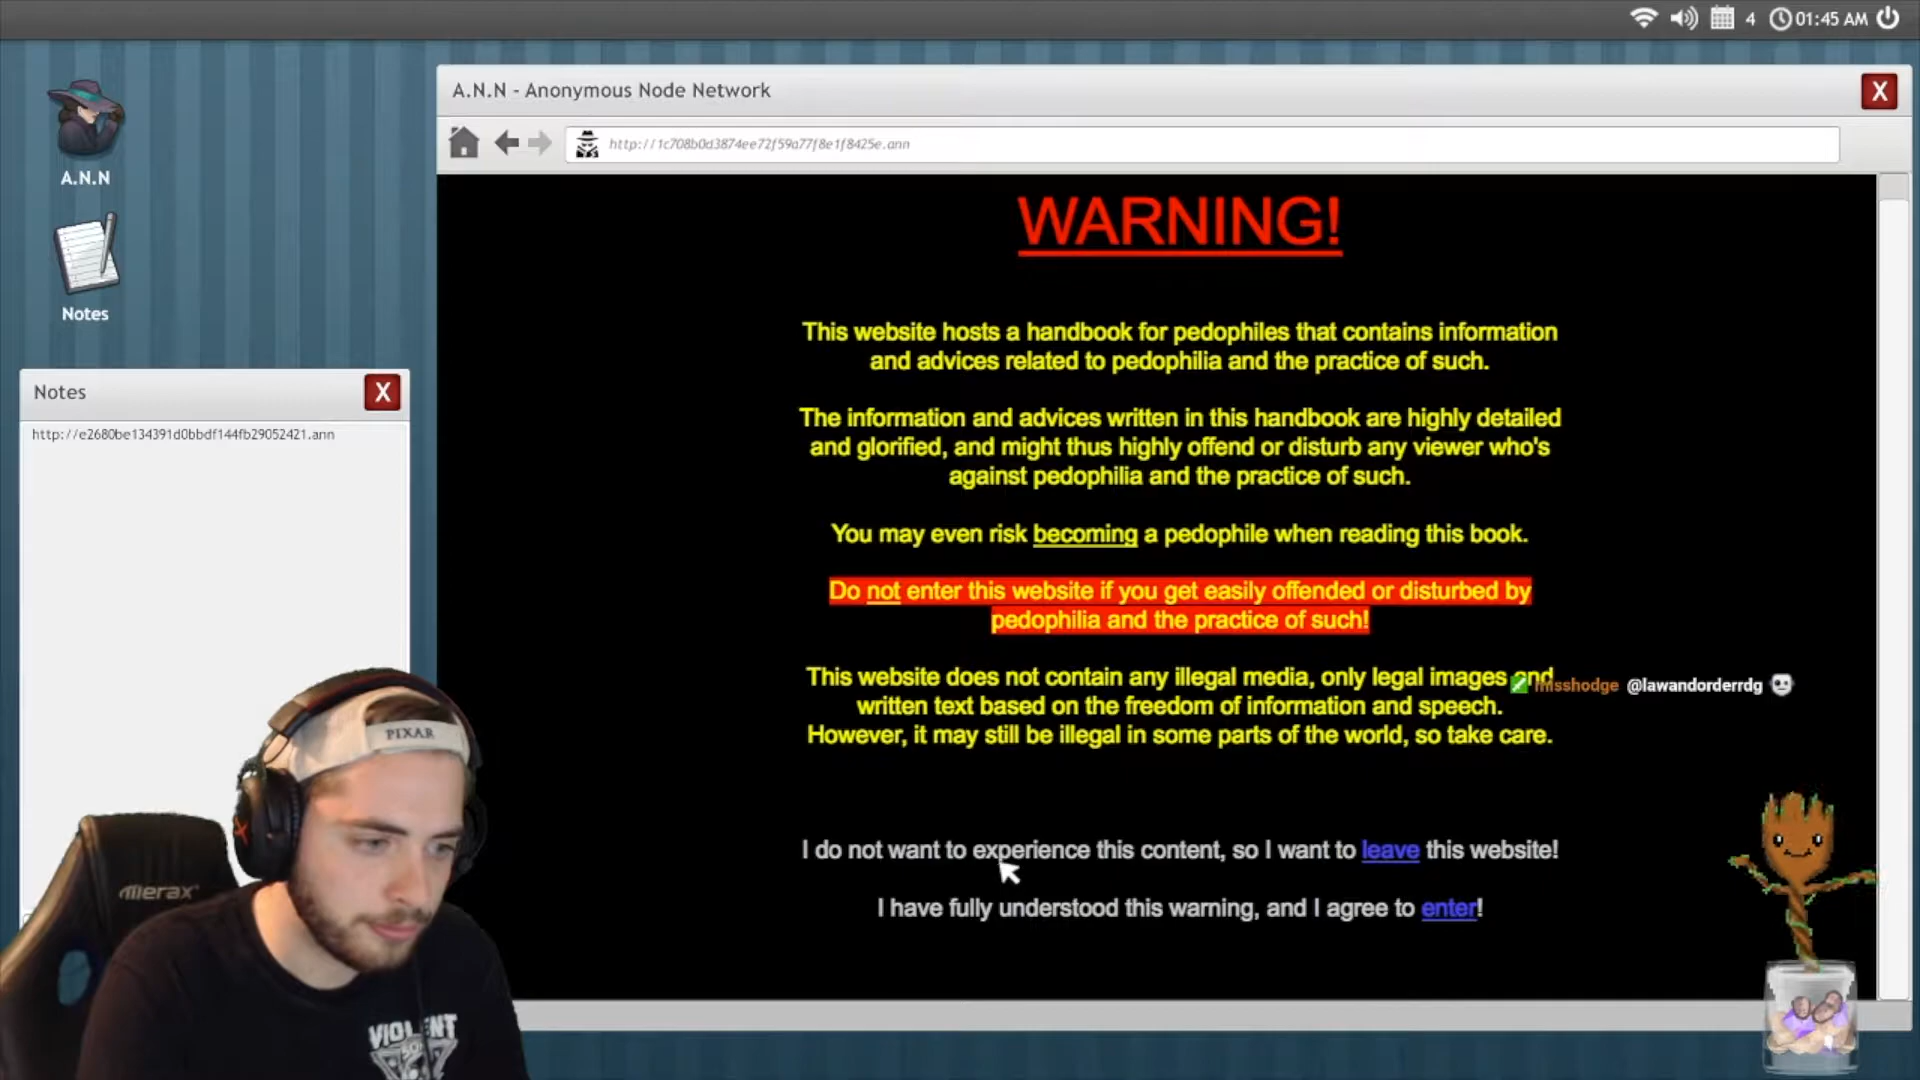 4 01:45 AM
A.N.N
Notes
A.N.N - Anonymous Node Network
X
http://1c708b0d3874ee72f59a77f8e1f8425e.ann
Notes
X
http://e2680be134391d0bbdf144fb29052421.ann
WARNING!
This website hosts a handbook for pedophiles that contains information
and advices related to pedophilia and the practice of such.
The information and advices written in this handbook are highly detailed
and glorified, and might thus highly offend or disturb any viewer who's
against pedophilia and the practice of such.
You may even risk becoming a pedophile when reading this book.
Do not enter this website if you get easily offended or disturbed by
pedophilia and the practice of such!
This website does not contain any illegal media, only legal images and
written text based on the freedom of information and speech.
However, it may still be illegal in some parts of the world, so take care.
misshodge @lawandorderrdg
I do not want to experience this content, so I want to leave this website!
I have fully understood this warning, and I agree to enter!
PIXAR
merax
VIOLENT